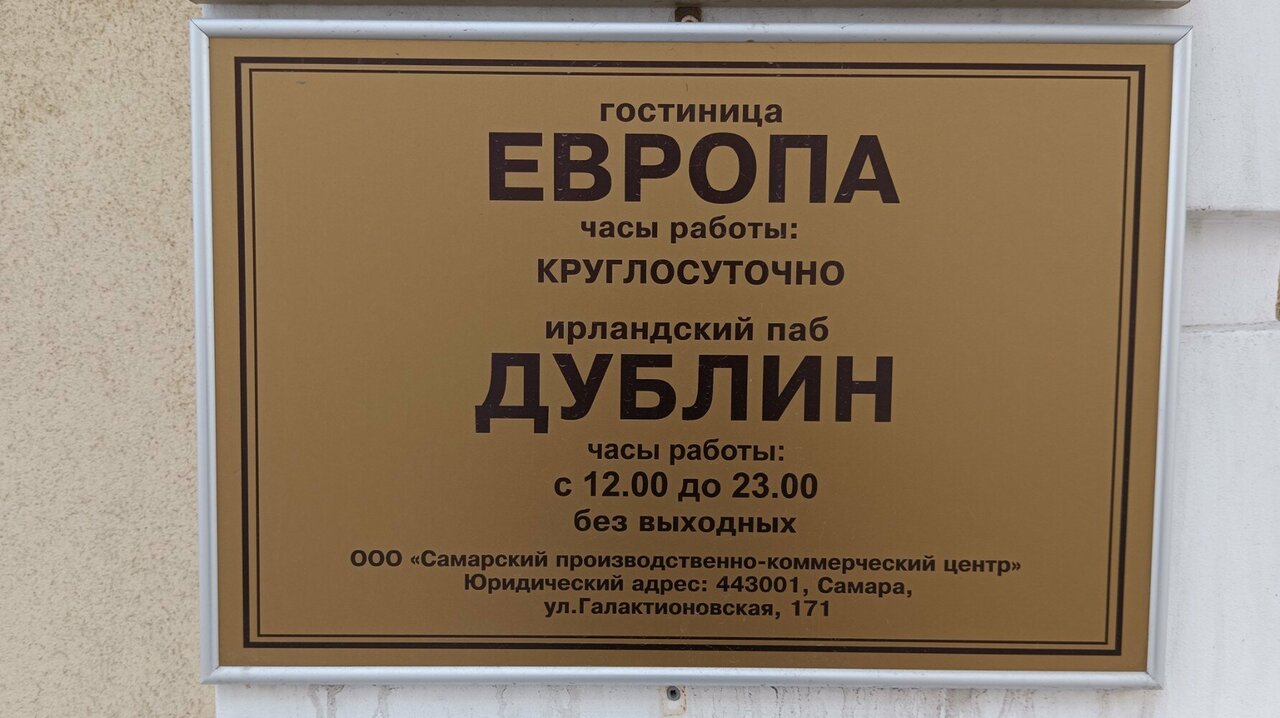 гостиница
ЕВРОПА
часы работы:
КРУГЛОСУТОЧНО
ирландский паб
ДУБЛИН
часы работы:
с 12.00 до 23.00
без выходных
ООО «Самарский производственно-коммерческий центр»
Юридический адрес: 443001, Самара,
ул.Галактионовская, 171